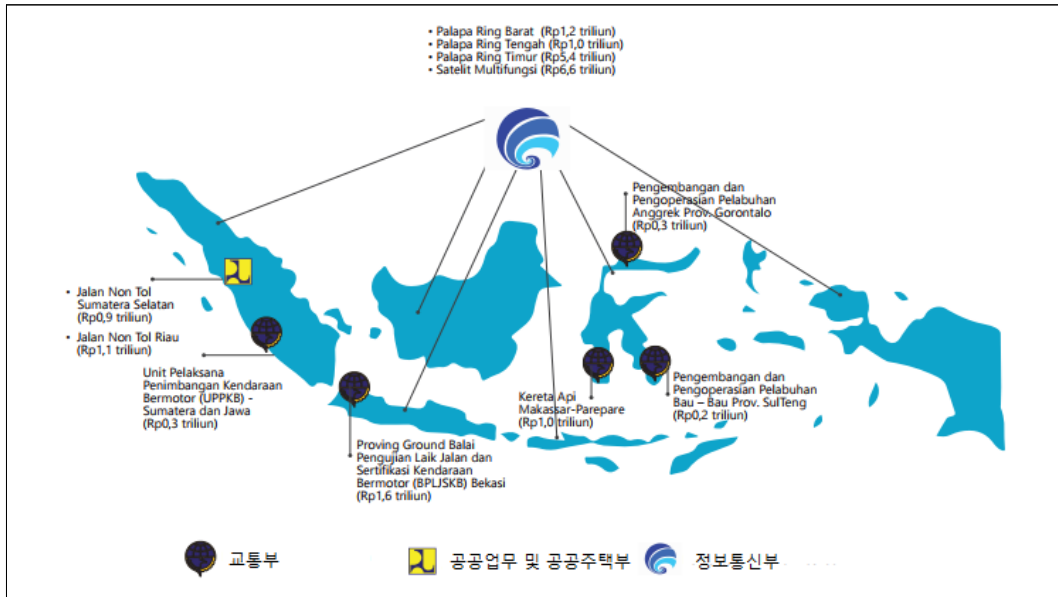 • Palapa Ring Barat (Rp1,2 triliun)
• Palapa Ring Tengah (Rp1,0 triliun)
• Palapa Ring Timur (Rp5,4 triliun)
• Satelit Multifungsi (Rp6,6 triliun)
Pengembangan dan
Pengoperasian Pelabuhan
Anggrek Prov. Gorontalo
(Rp0,3 triliun)
• Jalan Non Tol
Sumatera Selatan
(Rp0,9 triliun)
• Jalan Non Tol Riau
(Rp1,1 triliun)
Unit Pelaksana
Penimbangan Kendaraan
Bermotor (UPPKB) -
Sumatera dan Jawa
(Rp0,3 triliun)
Proving Ground Balai
Pengujian Laik Jalan dan
Sertifikasi Kendaraan
Bermotor (BPLJSKB) Bekasi
(Rp1,6 triliun)
Kereta Api
Makassar-Parepare
(Rp1,0 triliun)
Pengembangan dan
Pengoperasian Pelabuhan
Bau – Bau Prov. SulTeng
(Rp0,2 triliun)
교통부
공공업무 및 공공주택부
정보통신부